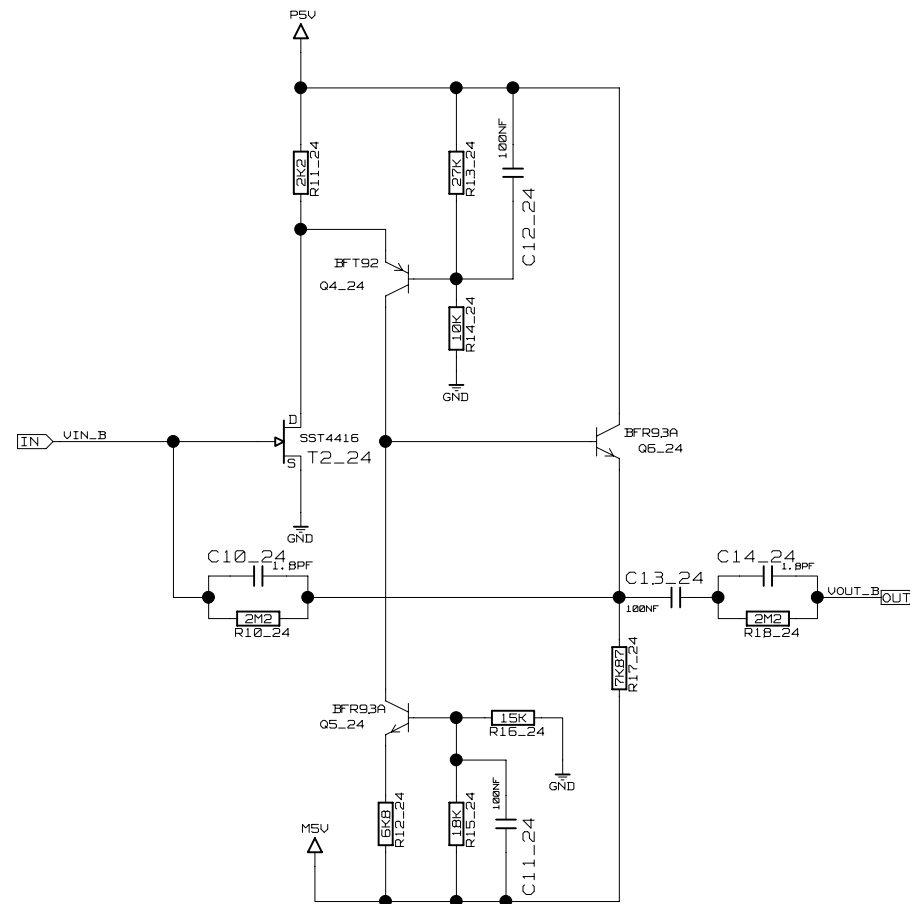 P5V
2K2
R11_24
27K
R13_24
100NF
C12_24
BFT92
Q4_24
10K
R14_24
GND
IN
VIN_B
D
S
SST4416
T2_24
GND
BFR93A
Q6_24
C10_24
1.8PF
2M2
R10_24
C13_24
100NF
C14_24
1.8PF
2M2
R18_24
VOUT_B
OUT
7K87
R17_24
BFR93A
Q5_24
15K
R16_24
GND
6K8
R12_24
18K
R15_24
100NF
C11_24
M5V